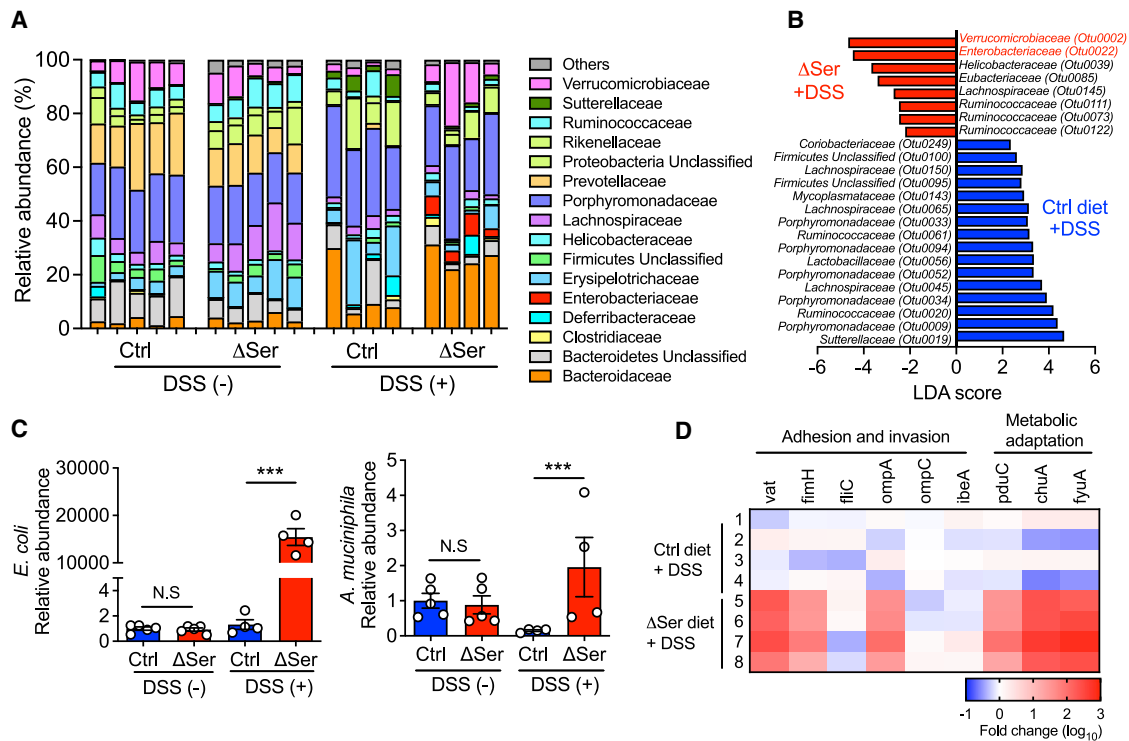 A
Relative abundance (%)
100
80
60
40
20
0
Ctrl
ΔSer
Ctrl
ΔSer
DSS (-)
DSS (+)
Others
Verrucomicrobiaceae
Sutterellaceae
Ruminococcaceae
Rikenellaceae
Proteobacteria Unclassified
Prevotellaceae
Porphyromonadaceae
Lachnospiraceae
Helicobacteraceae
Firmicutes Unclassified
Erysipelotrichaceae
Enterobacteriaceae
Deferribacteraceae
Clostridiaceae
Bacteroidetes Unclassified
Bacteroidaceae
B
ΔSer
+DSS
Verrucomicrobiaceae (Otu0002)
Enterobacteriaceae (Otu0022)
Helicobacteraceae (Otu0039)
Eubacteriaceae (Otu0085)
Lachnospiraceae (Otu0145)
Ruminococcaceae (Otu0111)
Ruminococcaceae (Otu0073)
Ruminococcaceae (Otu0122)
Coriobacteriaceae (Otu0249)
Firmicutes Unclassified (Otu0100)
Lachnospiraceae (Otu0150)
Firmicutes Unclassified (Otu0095)
Mycoplasmataceae (Otu0143)
Lachnospiraceae (Otu0065)
Porphyromonadaceae (Otu0033)
Ruminococcaceae (Otu0061)
Porphyromonadaceae (Otu0094)
Lactobacillaceae (Otu0056)
Porphyromonadaceae (Otu0052)
Lachnospiraceae (Otu0045)
Porphyromonadaceae (Otu0034)
Ruminococcaceae (Otu0020)
Porphyromonadaceae (Otu0009)
Sutterellaceae (Otu0019)
Ctrl diet
+DSS
-6 -4 -2 0 2 4 6
LDA score
C
E. coli
Relative abundance
30000
20000
10000
4
2
0
N.S
***
Ctrl ΔSer Ctrl ΔSer
DSS (-) DSS (+)
A. muciniphila
Relative abundance
5
4
3
2
1
0
N.S
***
Ctrl ΔSer Ctrl ΔSer
DSS (-) DSS (+)
D
Adhesion and invasion
Metabolic
adaptation
vat fimH fliC ompA ompC ibeA pduC chuA fyuA
Ctrl diet
+ DSS
ΔSer diet
+ DSS
1
2
3
4
5
6
7
8
-1 0 1 2 3
Fold change (log10)